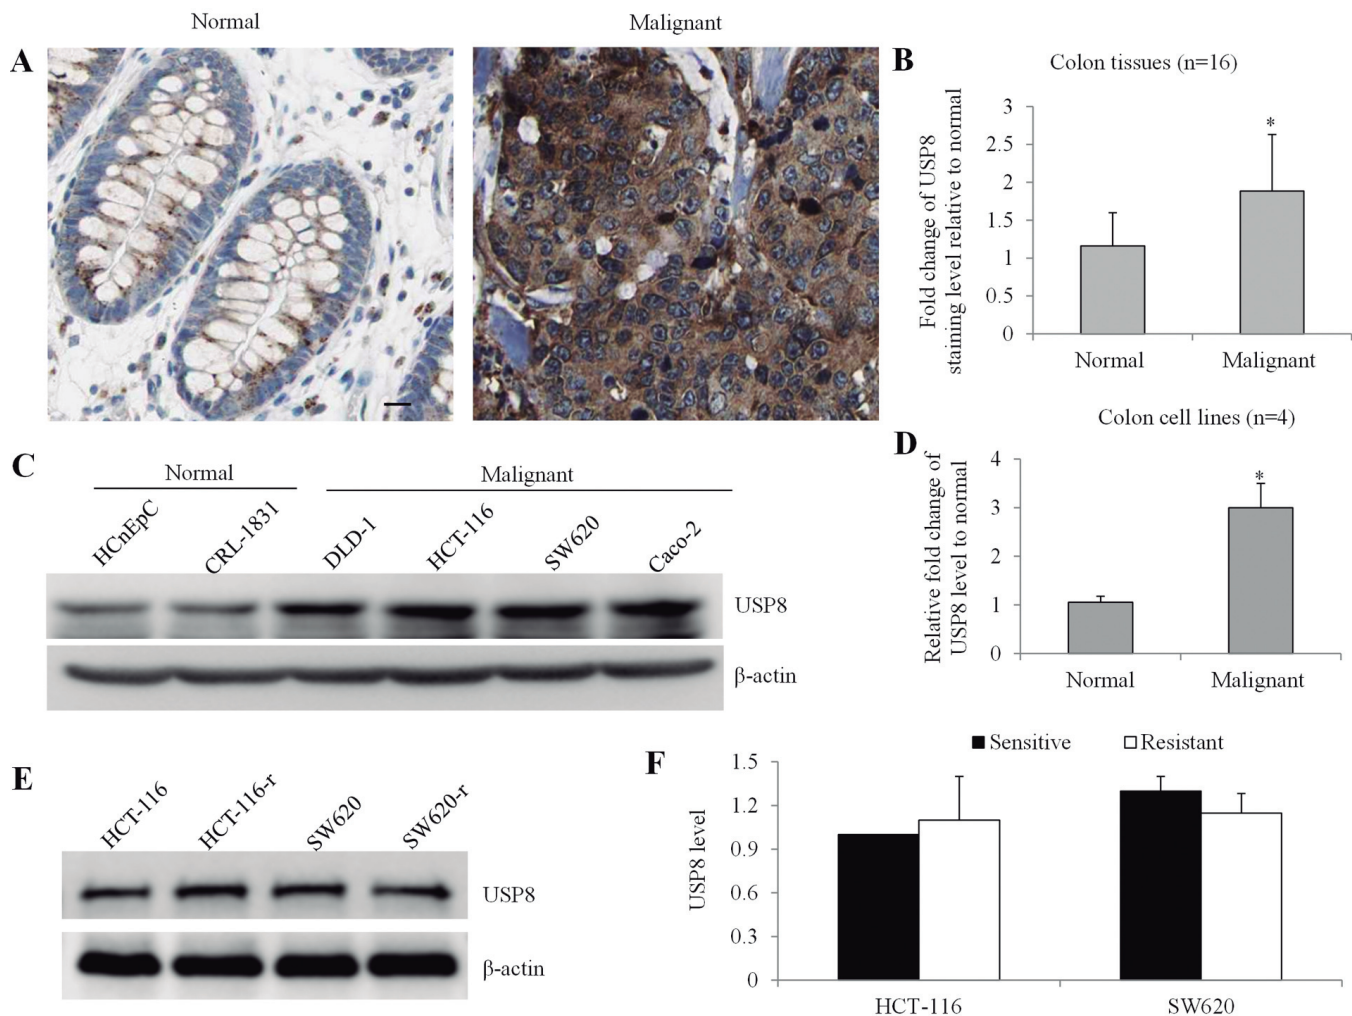 Normal
Malignant
A
B
Colon tissues (n=16)
Fold change of USP8
staining level relative to normal
3
2.5
2
1.5
1
0.5
0
*
Normal
Malignant
C
Normal
Malignant
HCnEpC
CRL-1831
DLD-1
HCT-116
SW620
Caco-2
USP8
β-actin
D
Colon cell lines (n=4)
Relative fold change of
USP8 level to normal
4
3
2
1
0
*
Normal
Malignant
E
HCT-116
HCT-116-r
SW620
SW620-r
USP8
β-actin
F
Sensitive
Resistant
USP8 level
1.5
1.2
0.9
0.6
0.3
0
HCT-116
SW620